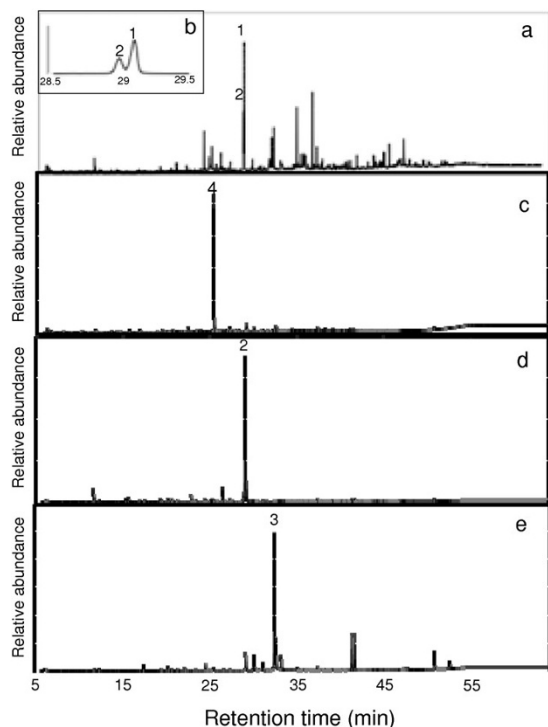 b
2
1
28.5
29
29.5
a
1
2
Relative abundance
c
4
Relative abundance
d
2
Relative abundance
e
3
Relative abundance
5 15 25 35 45 55
Retention time (min)